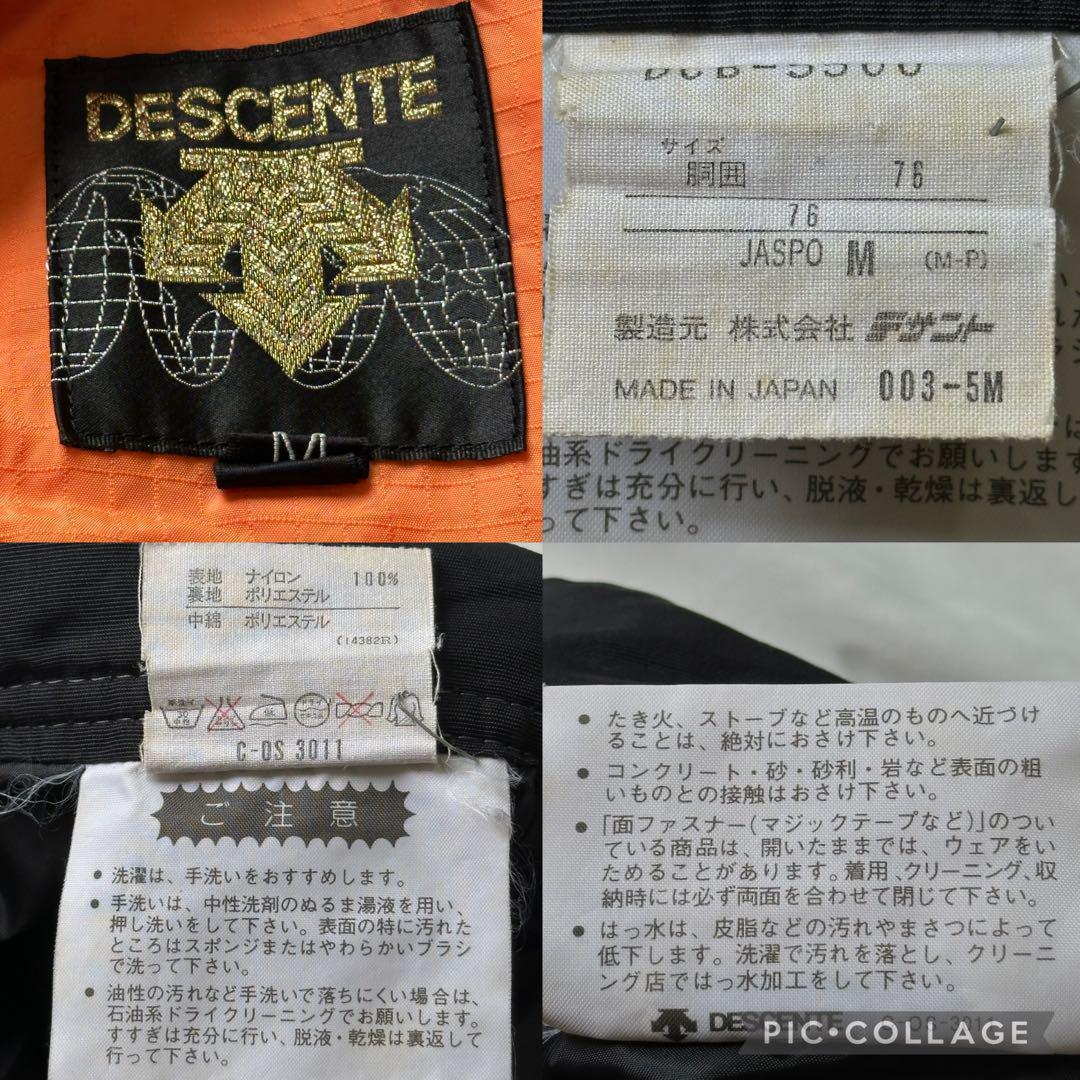 DESCENTE
M
サイズ
胴囲 76
76
JASPO M (M-P)
製造元 株式会社 デサント
MADE IN JAPAN 003-5M
油系ドライクリーニングでお願いします
すぎは充分に行い、脱液・乾燥は裏返し
って下さい。
表地 ナイロン 100%
裏地 ポリエステル
中綿 ポリエステル
(14382R)
C-OS 3011
ご注意
● 洗濯は、手洗いをおすすめします。
● 手洗いは、中性洗剤のぬるま湯液を用い、
押し洗いをして下さい。表面の特に汚れた
ところはスポンジまたはやわらかいブラシ
で洗って下さい。
● 油性の汚れなど手洗いで落ちにくい場合は、
石油系ドライクリーニングでお願いします。
すすぎは充分に行い、脱液・乾燥は裏返して
行って下さい。
● たき火、ストーブなど高温のものへ近づけ
ることは、絶対におさけ下さい。
● コンクリート・砂・砂利・岩など表面の粗
いものとの接触はおさけ下さい。
● 「面ファスナー(マジックテープなど)」のつい
ている商品は、開いたままでは、ウェアをい
ためることがあります。着用、クリーニング、収
納時には必ず両面を合わせて閉じて下さい。
● はっ水は、皮脂などの汚れやまさつによって
低下します。洗濯で汚れを落とし、クリーニ
ング店ではっ水加工をして下さい。
DESCENTE
PIC•COLLAGE